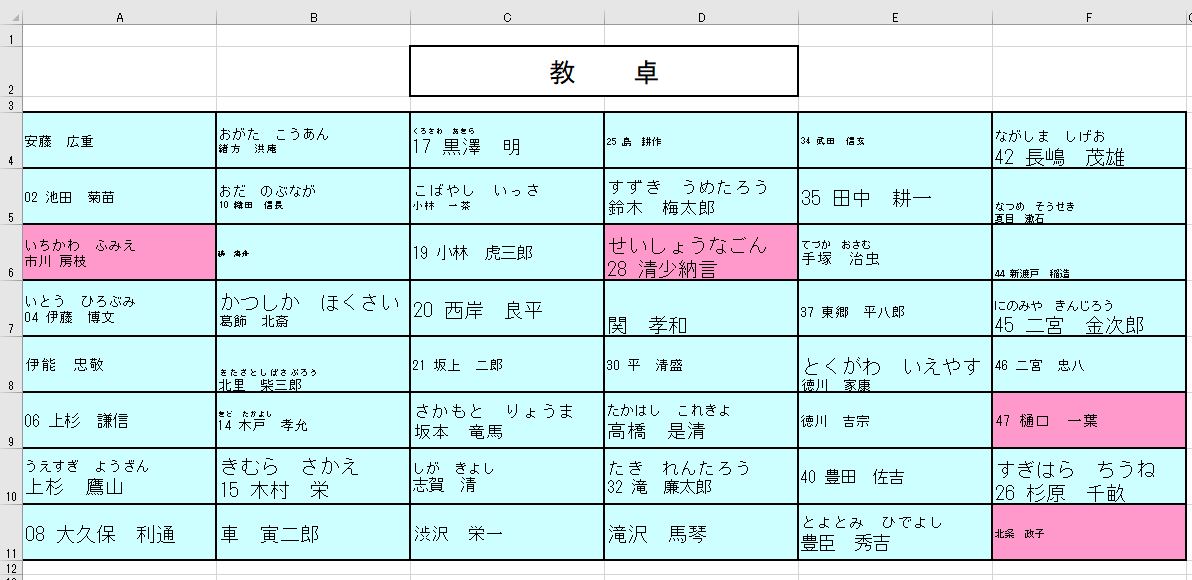 A B C D E F
1
教　卓
2
3
安藤　広重
おがた　こうあん
緒方　洪庵
くろさわ　あきら
17 黒澤　明
25 島　耕作
34 武田　信玄
ながしま　しげお
42 長嶋　茂雄
4
02 池田　菊苗
おだ　のぶなが
10 織田　信長
こばやし　いっさ
小林　一茶
すずき　うめたろう
鈴木　梅太郎
35 田中　耕一
なつめ　そうせき
夏目　漱石
5
いちかわ　ふみえ
市川 房枝
勝　海舟
19 小林　虎三郎
せいしょうなごん
28 清少納言
てづか　おさむ
手塚　治虫
44 新渡戸　稲造
6
いとう　ひろぶみ
04 伊藤　博文
かつしか　ほくさい
葛飾　北斎
20 西岸　良平
関　孝和
37 東郷　平八郎
にのみや　きんじろう
45 二宮　金次郎
7
伊能　忠敬
きたさとしばさぶろう
北里　柴三郎
21 坂上　二郎
30 平　清盛
とくがわ　いえやす
徳川　家康
46 二宮　忠八
8
06 上杉　謙信
きど　たかよし
14 木戸　孝允
さかもと　りょうま
坂本　竜馬
たかはし　これきよ
高橋　是清
徳川　吉宗
47 樋口　一葉
9
うえすぎ　ようざん
上杉　鷹山
きむら　さかえ
15 木村　栄
しが　きよし
志賀　清
たき　れんたろう
32 滝　廉太郎
40 豊田　佐吉
すぎはら　ちうね
26 杉原　千畝
10
08 大久保　利通
車　寅二郎
渋沢　栄一
滝沢　馬琴
とよとみ　ひでよし
豊臣　秀吉
北条　政子
11
12